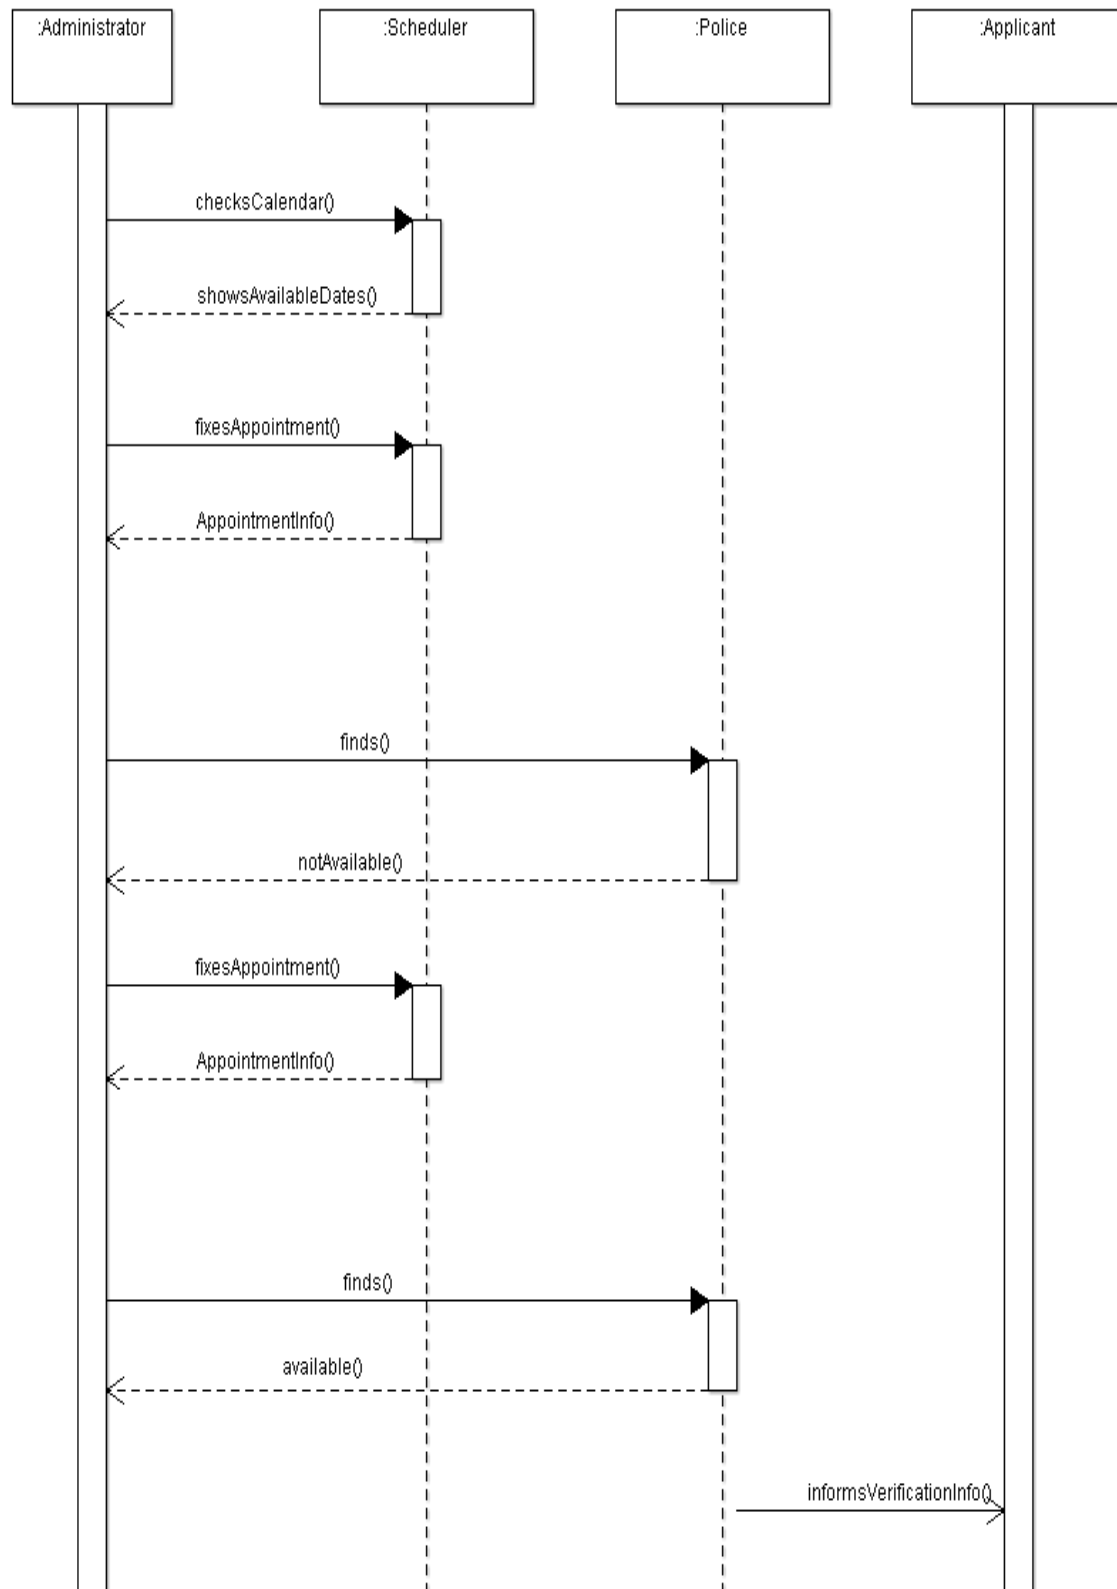 :Administrator
:Scheduler
:Police
:Applicant
checksCalendar()
showsAvailableDates()
fixesAppointment()
AppointmentInfo()
finds()
notAvailable()
fixesAppointment()
AppointmentInfo()
finds()
available()
informsVerificationInfo()